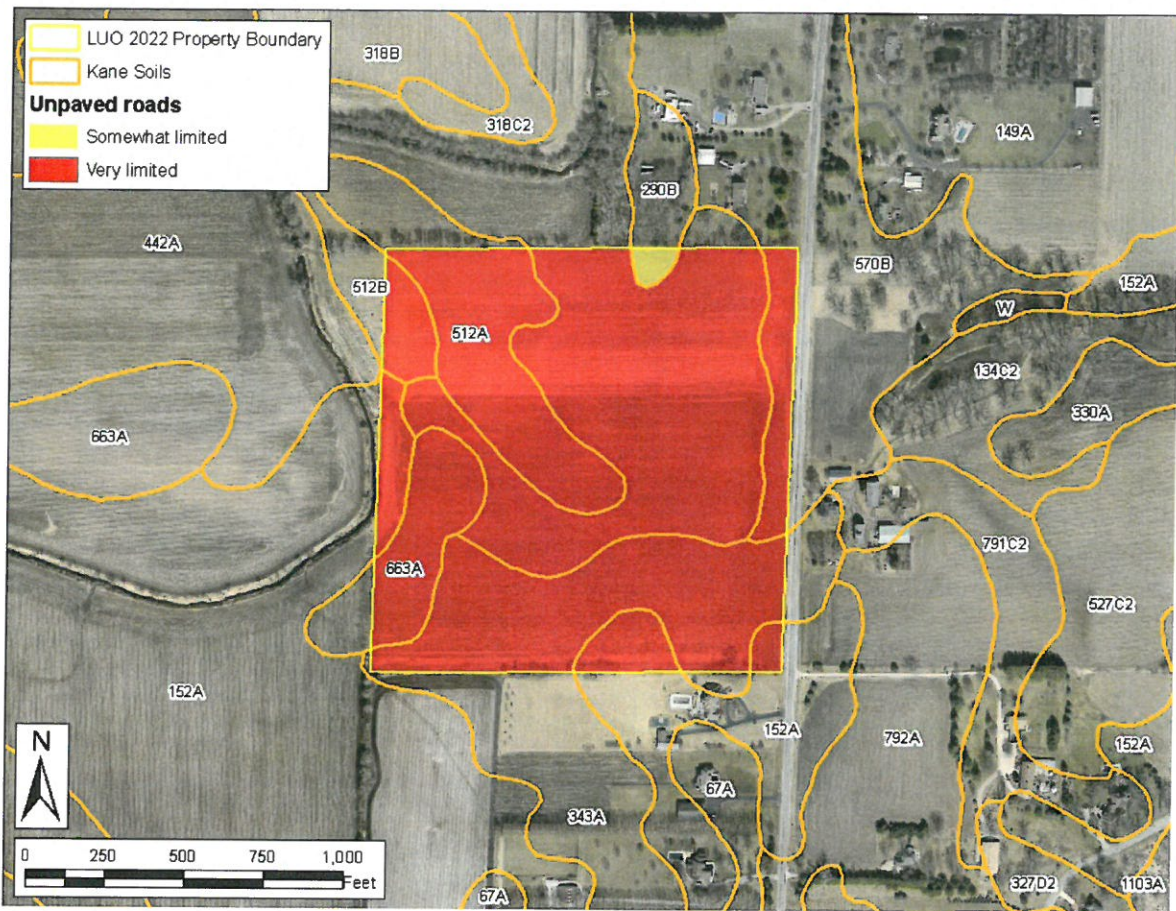 LUO 2022 Property Boundary
Kane Soils
Unpaved roads
Somewhat limited
Very limited
318B
318C2
149A
290B
442A
570B
512B
152A
W
512A
134C2
330A
663A
791C2
663A
527C2
152A
152A
792A
152A
N
67A
343A
0 250 500 750 1,000
Feet
67A
327D2
1103A